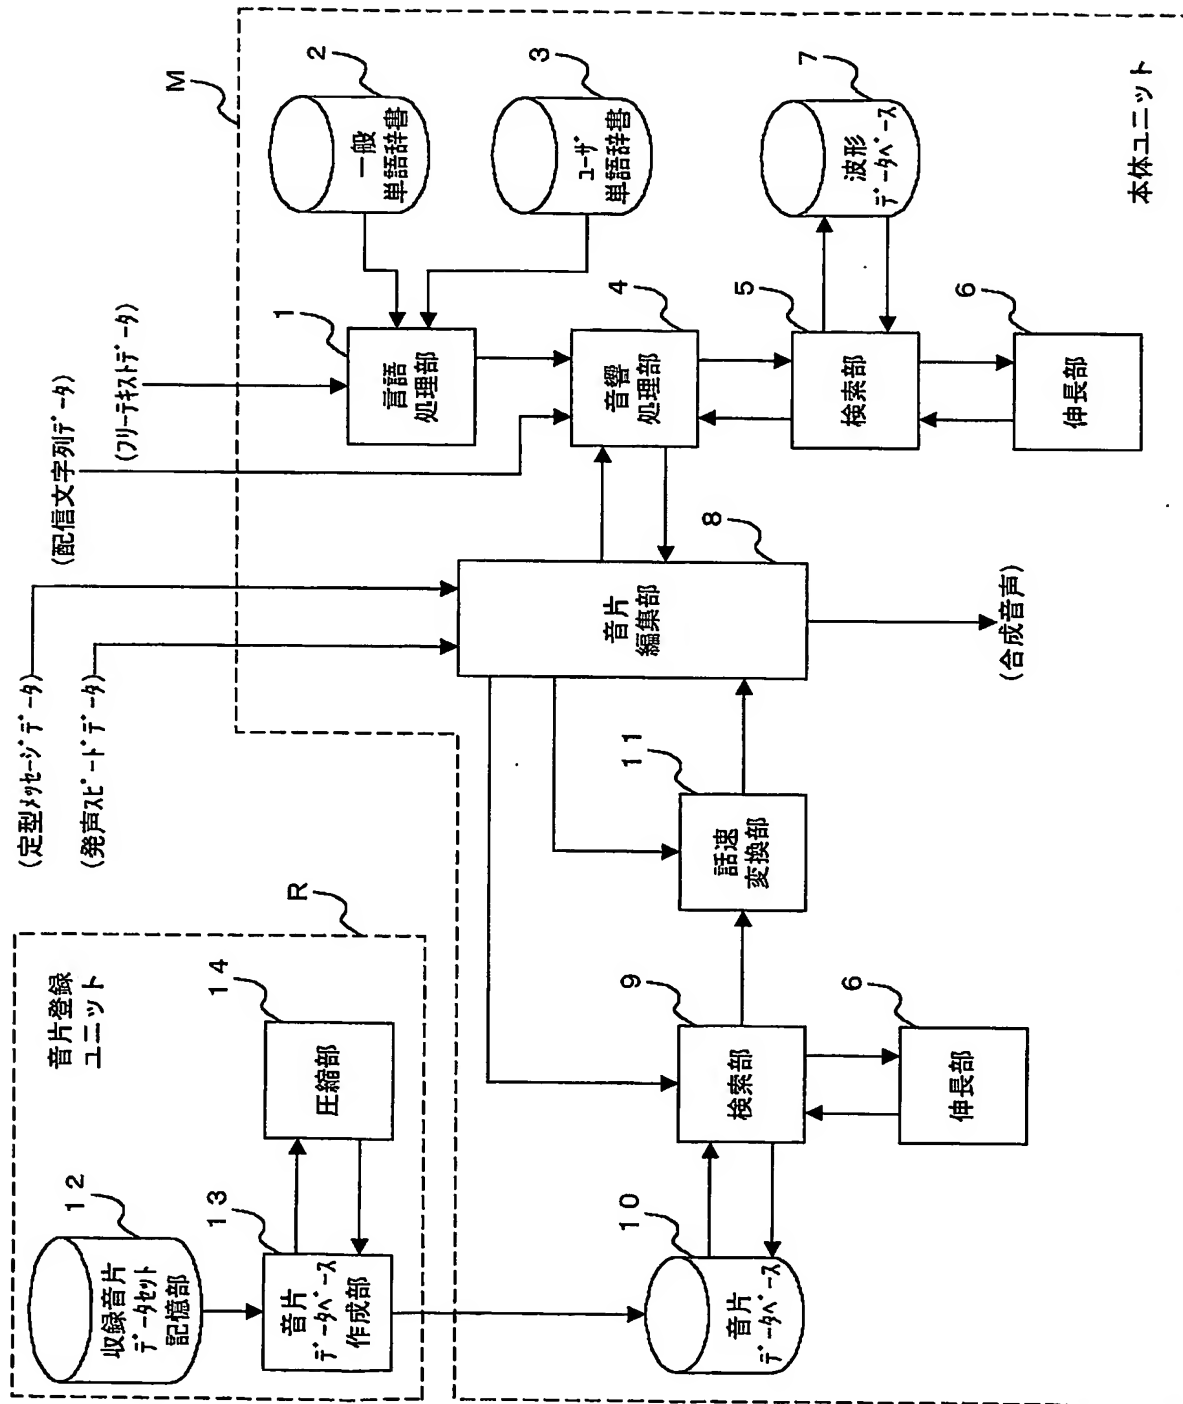 (定型ﾒｯｾｰｼﾞﾃﾞｰﾀ)
(配信文字列ﾃﾞｰﾀ)
(発声ｽﾋﾟｰﾄﾞﾃﾞｰﾀ)
(ﾌﾘｰﾃｷｽﾄﾃﾞｰﾀ)
音片登録
ユニット
R
M
12
収録音片
ﾃﾞｰﾀｾｯﾄ
記憶部
13
音片
ﾃﾞｰﾀﾍﾞｰｽ
作成部
14
圧縮部
1
言語
処理部
2
一般
単語辞書
3
ﾕｰｻﾞ
単語辞書
8
音片
編集部
4
音響
処理部
10
音片
ﾃﾞｰﾀﾍﾞｰｽ
9
検索部
11
話速
変換部
5
検索部
7
波形
ﾃﾞｰﾀﾍﾞｰｽ
6
伸長部
(合成音声)
6
伸長部
本体ユニット